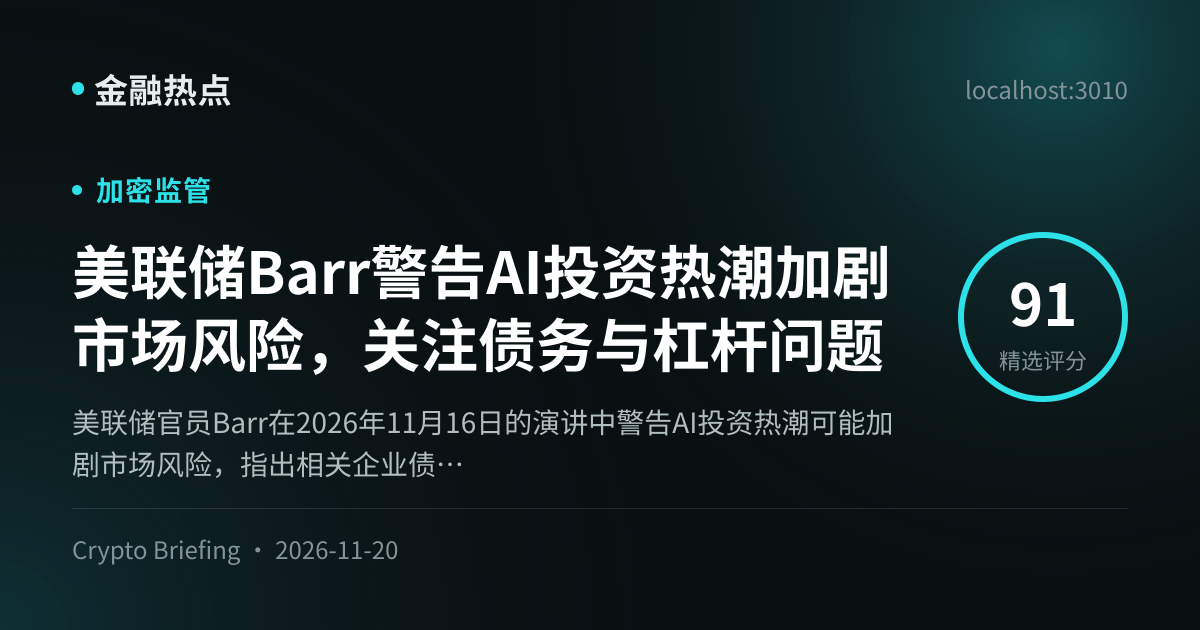 金融热点
localhost:3010
加密监管
美联储Barr警告AI投资热潮加剧
市场风险，关注债务与杠杆问题
91
精选评分
美联储官员Barr在2026年11月16日的演讲中警告AI投资热潮可能加
剧市场风险，指出相关企业债…
Crypto Briefing · 2026-11-20